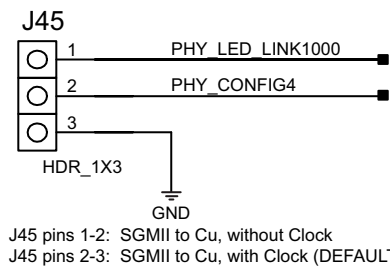 J45
1 PHY_LED_LINK1000
2 PHY_CONFIG4
3
HDR_1X3
GND
J45 pins 1-2: SGMII to Cu, without Clock
J45 pins 2-3: SGMII to Cu, with Clock (DEFAULT